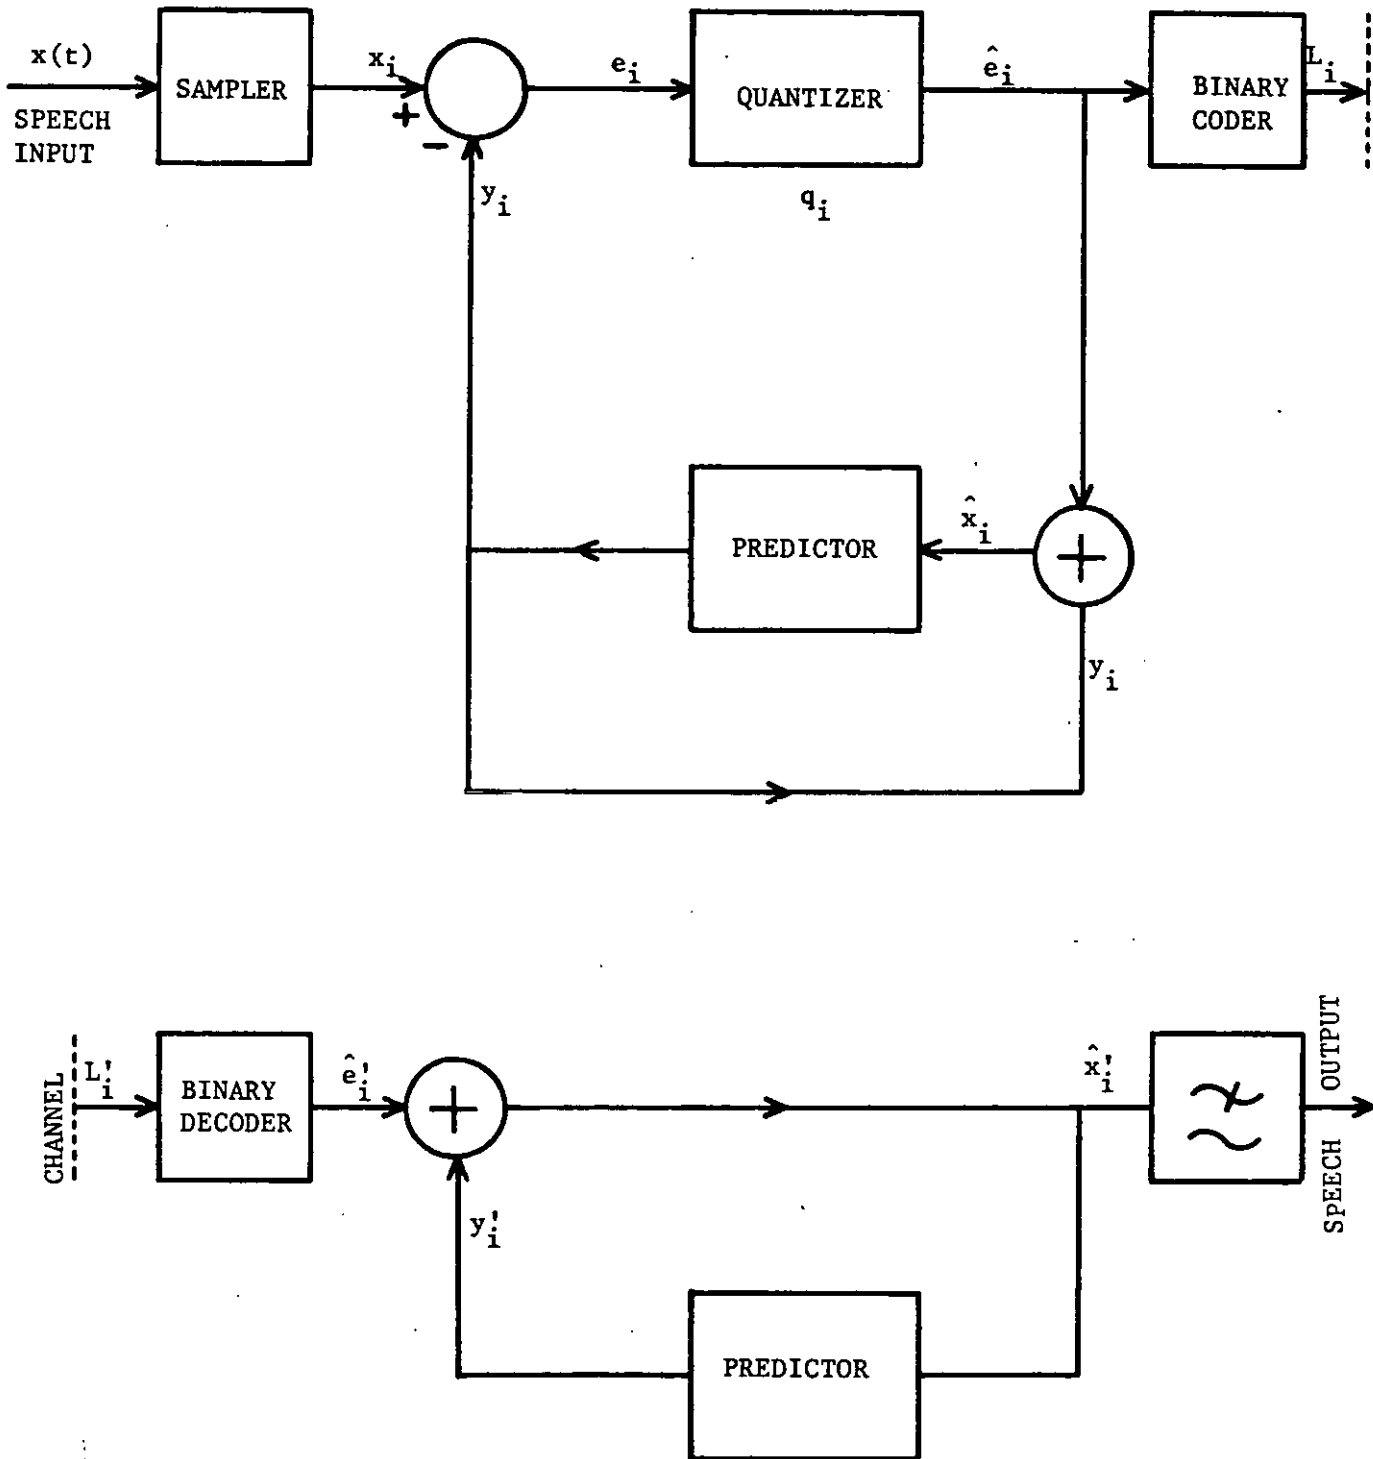 x(t)
SPEECH
INPUT
SAMPLER
x_i
+
−
y_i
e_i
QUANTIZER
q_i
ê_i
BINARY
CODER
L_i
PREDICTOR
x̂_i
+
y_i
CHANNEL
L'_i
BINARY
DECODER
ê'_i
+
y'_i
x̂'_i
SPEECH OUTPUT
PREDICTOR